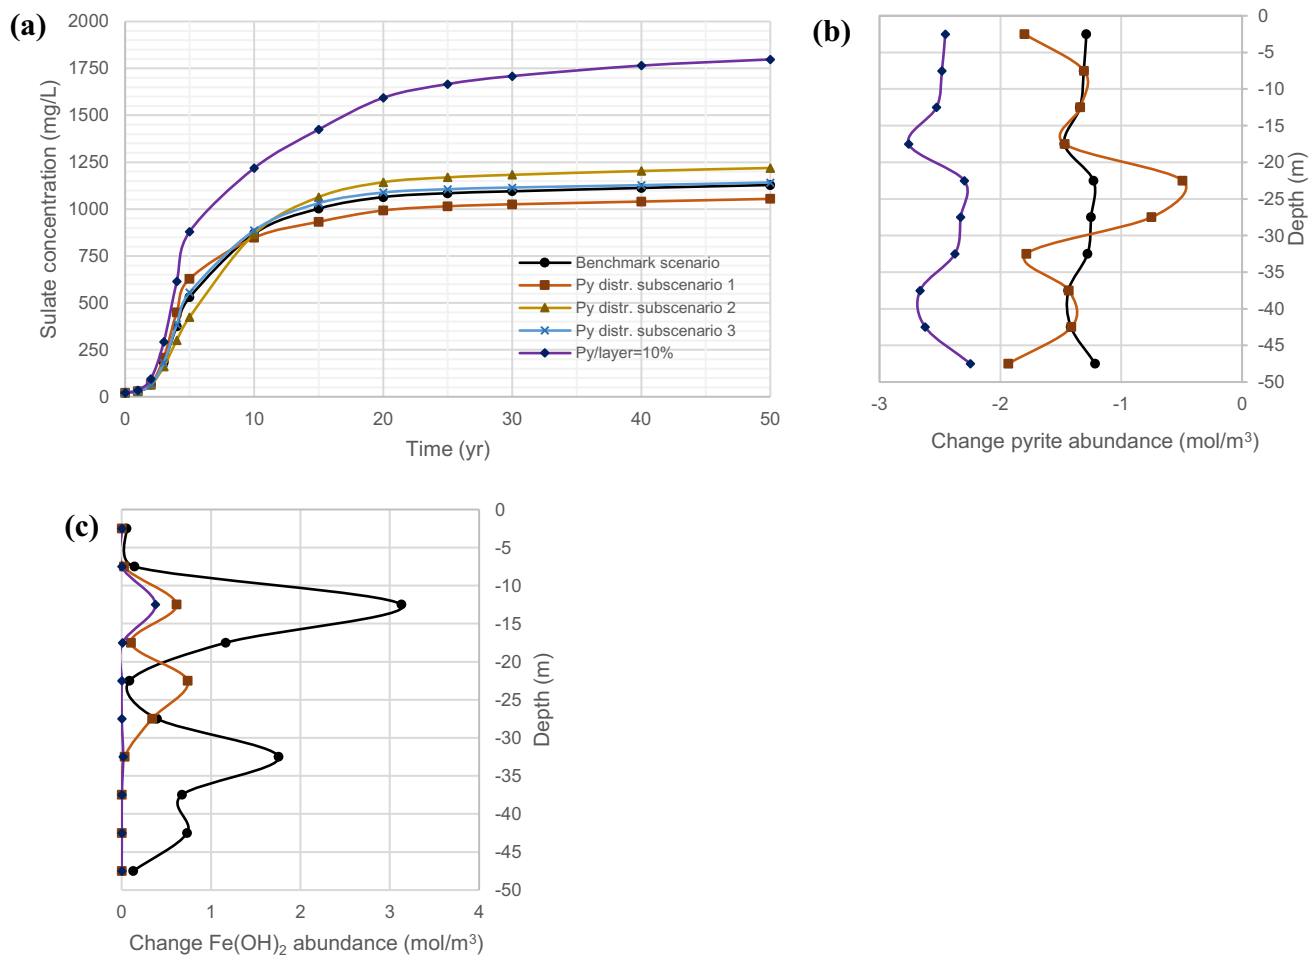 (a)
2000
1750
1500
1250
1000
750
500
250
0
Sulate concentration (mg/L)
0 10 20 30 40 50
Time (yr)
Benchmark scenario
Py distr. subscenario 1
Py distr. subscenario 2
Py distr. subscenario 3
Py/layer=10%
(b)
0
-5
-10
-15
-20
-25
-30
-35
-40
-45
-50
Depth (m)
-3 -2 -1 0
Change pyrite abundance (mol/m³)
(c)
0
-5
-10
-15
-20
-25
-30
-35
-40
-45
-50
Depth (m)
0 1 2 3 4
Change Fe(OH)₂ abundance (mol/m³)